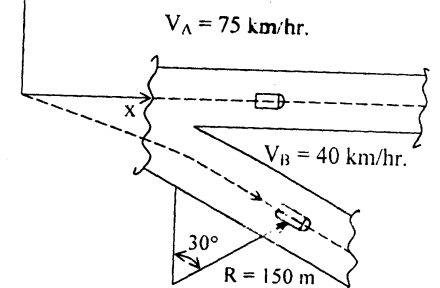 V_A = 75 km/hr.
x
V_B = 40 km/hr.
30°
R = 150 m